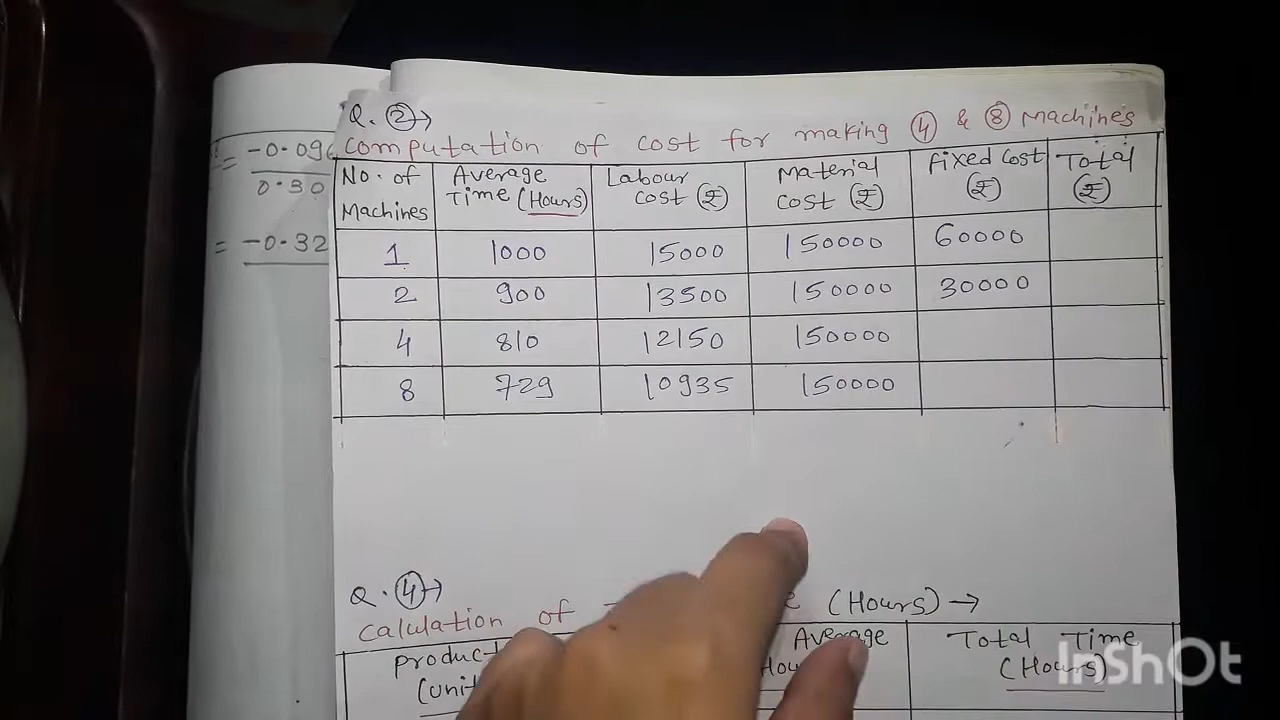 Q. ②→
Computation of cost for making ④ & ⑧ Machines
No. of Machines | Average Time (Hours) | Labour cost (₹) | Material cost (₹) | fixed cost (₹) | Total (₹)
1 | 1000 | 15000 | 150000 | 60000
2 | 900 | 13500 | 150000 | 30000
4 | 810 | 12150 | 150000
8 | 729 | 10935 | 150000
= -0.096
0.30
= -0.32
Q. ④→
Calculation of (Hours) →
Average | Total Time (Hours)
InShOt